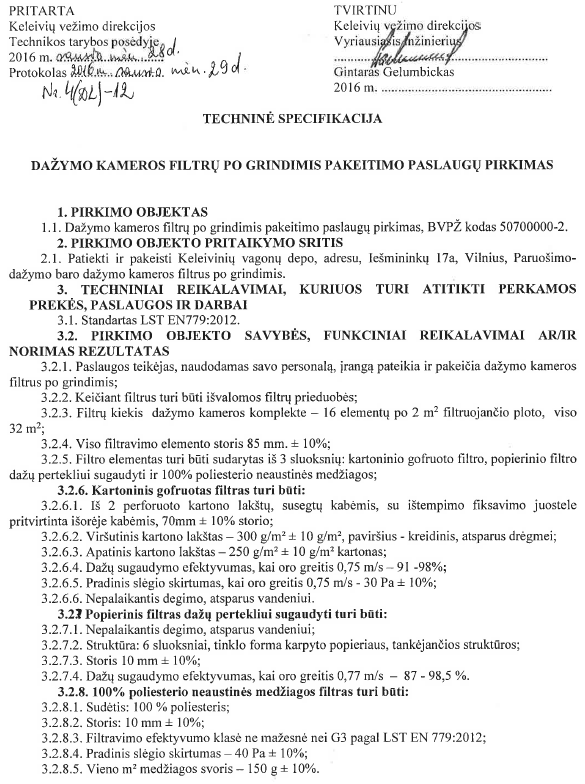 PRITARTA
Keleivių vežimo direkcijos
Technikos tarybos posėdyje
2016 m. sausio mėn. 28d.
Protokolas 2016 m. sausio mėn. 29d.
Nr. 4(DL)-12
TVIRTINU
Keleivių vežimo direkcijos
Vyriausiasis Inžinierius
Gintaras Gelumbickas
2016 m. ........................................
TECHNINĖ SPECIFIKACIJA
DAŽYMO KAMEROS FILTRŲ PO GRINDIMIS PAKEITIMO PASLAUGŲ PIRKIMAS
1. PIRKIMO OBJEKTAS
1.1. Dažymo kameros filtrų po grindimis pakeitimo paslaugų pirkimas, BVPŽ kodas 50700000-2.
2. PIRKIMO OBJEKTO PRITAIKYMO SRITIS
2.1. Patiekti ir pakeisti Keleivinių vagonų depo, adresu, Iešmininkų 17a, Vilnius, Paruošimo-
dažymo baro dažymo kameros filtrus po grindimis.
3. TECHNINIAI REIKALAVIMAI, KURIUOS TURI ATITIKTI PERKAMOS
PREKĖS, PASLAUGOS IR DARBAI
3.1. Standartas LST EN779:2012.
3.2. PIRKIMO OBJEKTO SAVYBĖS, FUNKCINIAI REIKALAVIMAI AR/IR
NORIMAS REZULTATAS
3.2.1. Paslaugos teikėjas, naudodamas savo personalą, įrangą pateikia ir pakeičia dažymo kameros
filtrus po grindimis;
3.2.2. Keičiant filtrus turi būti išvalomos filtrų prieduobės;
3.2.3. Filtrų kiekis dažymo kameros komplekte – 16 elementų po 2 m² filtruojančio ploto, viso
32 m²;
3.2.4. Viso filtravimo elemento storis 85 mm. ± 10%;
3.2.5. Filtro elementas turi būti sudarytas iš 3 sluoksnių: kartoninio gofruoto filtro, popierinio filtro
dažų pertekliui sugaudyti ir 100% poliesterio neaustinės medžiagos;
3.2.6. Kartoninis gofruotas filtras turi būti:
3.2.6.1. Iš 2 perforuoto kartono lakštų, susegtų kabėmis, su ištempimo fiksavimo juostele
pritvirtinta išorėje kabėmis, 70mm ± 10% storio;
3.2.6.2. Viršutinis kartono lakštas – 300 g/m² ± 10 g/m², paviršius - kreidinis, atsparus drėgmei;
3.2.6.3. Apatinis kartono lakštas – 250 g/m² ± 10 g/m² kartonas;
3.2.6.4. Dažų sugaudymo efektyvumas, kai oro greitis 0,75 m/s – 91 -98%;
3.2.6.5. Pradinis slėgio skirtumas, kai oro greitis 0,75 m/s - 30 Pa ± 10%;
3.2.6.6. Nepalaikantis degimo, atsparus vandeniui.
3.2.7 Popierinis filtras dažų pertekliui sugaudyti turi būti:
3.2.7.1. Nepalaikantis degimo, atsparus vandeniui;
3.2.7.2. Struktūra: 6 sluoksniai, tinklo forma karpyto popieriaus, tankėjančios struktūros;
3.2.7.3. Storis 10 mm ± 10%;
3.2.7.4. Dažų sugaudymo efektyvumas, kai oro greitis 0,77 m/s – 87 - 98,5 %.
3.2.8. 100% poliesterio neaustinės medžiagos filtras turi būti:
3.2.8.1. Sudėtis: 100 % poliesteris;
3.2.8.2. Storis: 10 mm ± 10%;
3.2.8.3. Filtravimo efektyvumo klasė ne mažesnė nei G3 pagal LST EN 779:2012;
3.2.8.4. Pradinis slėgio skirtumas – 40 Pa ± 10%;
3.2.8.5. Vieno m² medžiagos svoris – 150 g ± 10%.